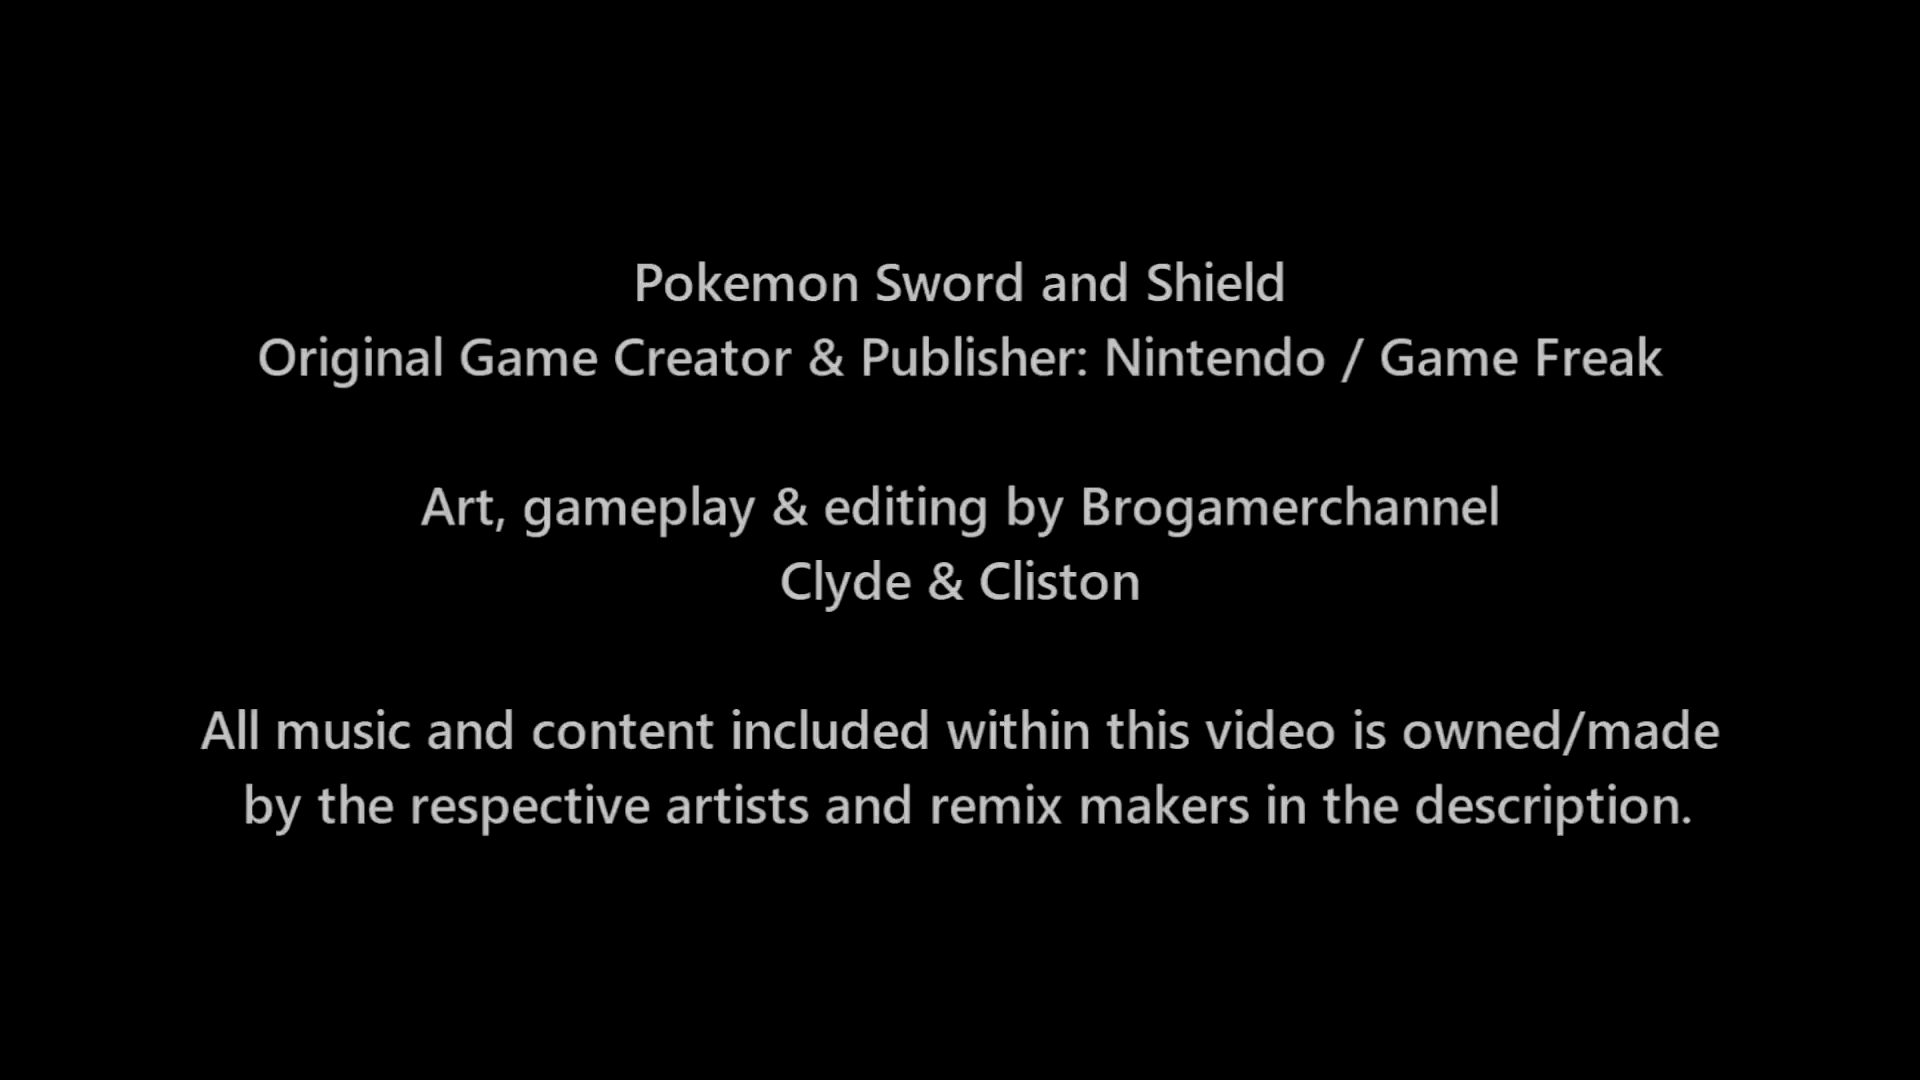 Pokemon Sword and Shield
Original Game Creator & Publisher: Nintendo / Game Freak
Art, gameplay & editing by Brogamerchannel
Clyde & Cliston
All music and content included within this video is owned/made
by the respective artists and remix makers in the description.